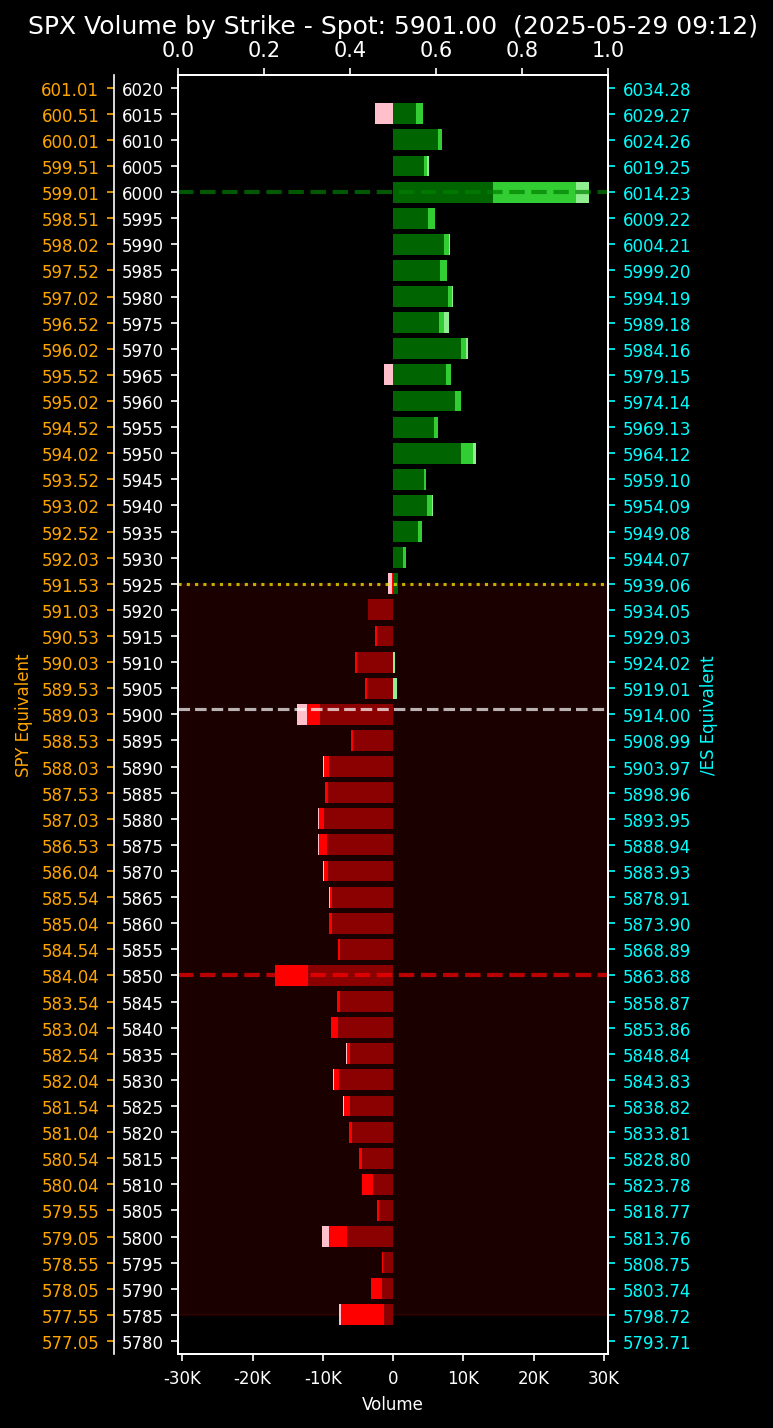 SPX Volume by Strike - Spot: 5901.00 (2025-05-29 09:12)
0.0 0.2 0.4 0.6 0.8 1.0
601.01 6020 6034.28
600.51 6015 6029.27
600.01 6010 6024.26
599.51 6005 6019.25
599.01 6000 6014.23
598.51 5995 6009.22
598.02 5990 6004.21
597.52 5985 5999.20
597.02 5980 5994.19
596.52 5975 5989.18
596.02 5970 5984.16
595.52 5965 5979.15
595.02 5960 5974.14
594.52 5955 5969.13
594.02 5950 5964.12
593.52 5945 5959.10
593.02 5940 5954.09
592.52 5935 5949.08
592.03 5930 5944.07
591.53 5925 5939.06
591.03 5920 5934.05
590.53 5915 5929.03
590.03 5910 5924.02
589.53 5905 5919.01
589.03 5900 5914.00
588.53 5895 5908.99
588.03 5890 5903.97
587.53 5885 5898.96
587.03 5880 5893.95
586.53 5875 5888.94
586.04 5870 5883.93
585.54 5865 5878.91
585.04 5860 5873.90
584.54 5855 5868.89
584.04 5850 5863.88
583.54 5845 5858.87
583.04 5840 5853.86
582.54 5835 5848.84
582.04 5830 5843.83
581.54 5825 5838.82
581.04 5820 5833.81
580.54 5815 5828.80
580.04 5810 5823.78
579.55 5805 5818.77
579.05 5800 5813.76
578.55 5795 5808.75
578.05 5790 5803.74
577.55 5785 5798.72
577.05 5780 5793.71
SPY Equivalent
/ES Equivalent
-30K -20K -10K 0 10K 20K 30K
Volume